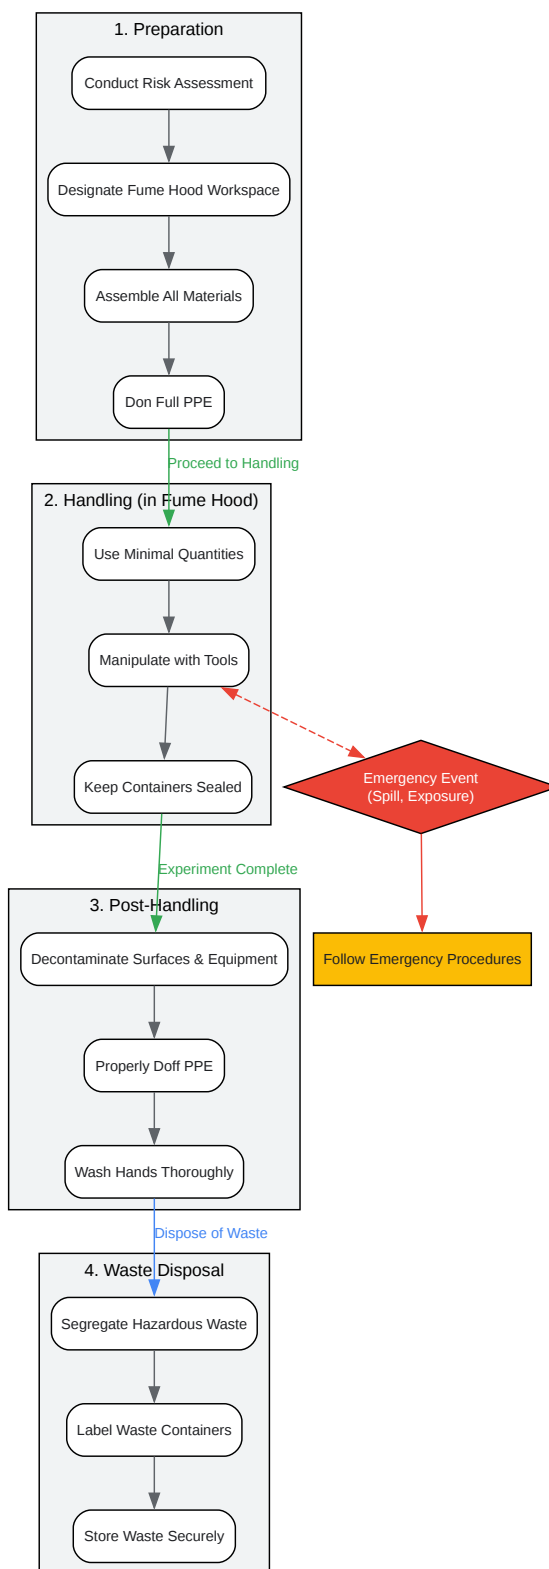 1. Preparation
Conduct Risk Assessment
Designate Fume Hood Workspace
Assemble All Materials
Don Full PPE
Proceed to Handling
2. Handling (in Fume Hood)
Use Minimal Quantities
Manipulate with Tools
Keep Containers Sealed
Emergency Event
(Spill, Exposure)
Experiment Complete
3. Post-Handling
Decontaminate Surfaces & Equipment
Follow Emergency Procedures
Properly Doff PPE
Wash Hands Thoroughly
Dispose of Waste
4. Waste Disposal
Segregate Hazardous Waste
Label Waste Containers
Store Waste Securely